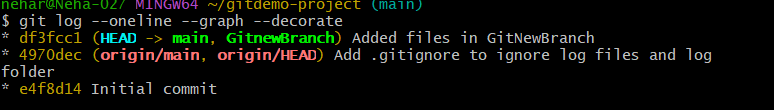 nehar@Neha-027 MINGW64 ~/gitdemo-project (main)
$ git log --oneline --graph --decorate
* df3fcc1 (HEAD -> main, GitnewBranch) Added files in GitNewBranch
* 4970dec (origin/main, origin/HEAD) Add .gitignore to ignore log files and log
folder
* e4f8d14 Initial commit